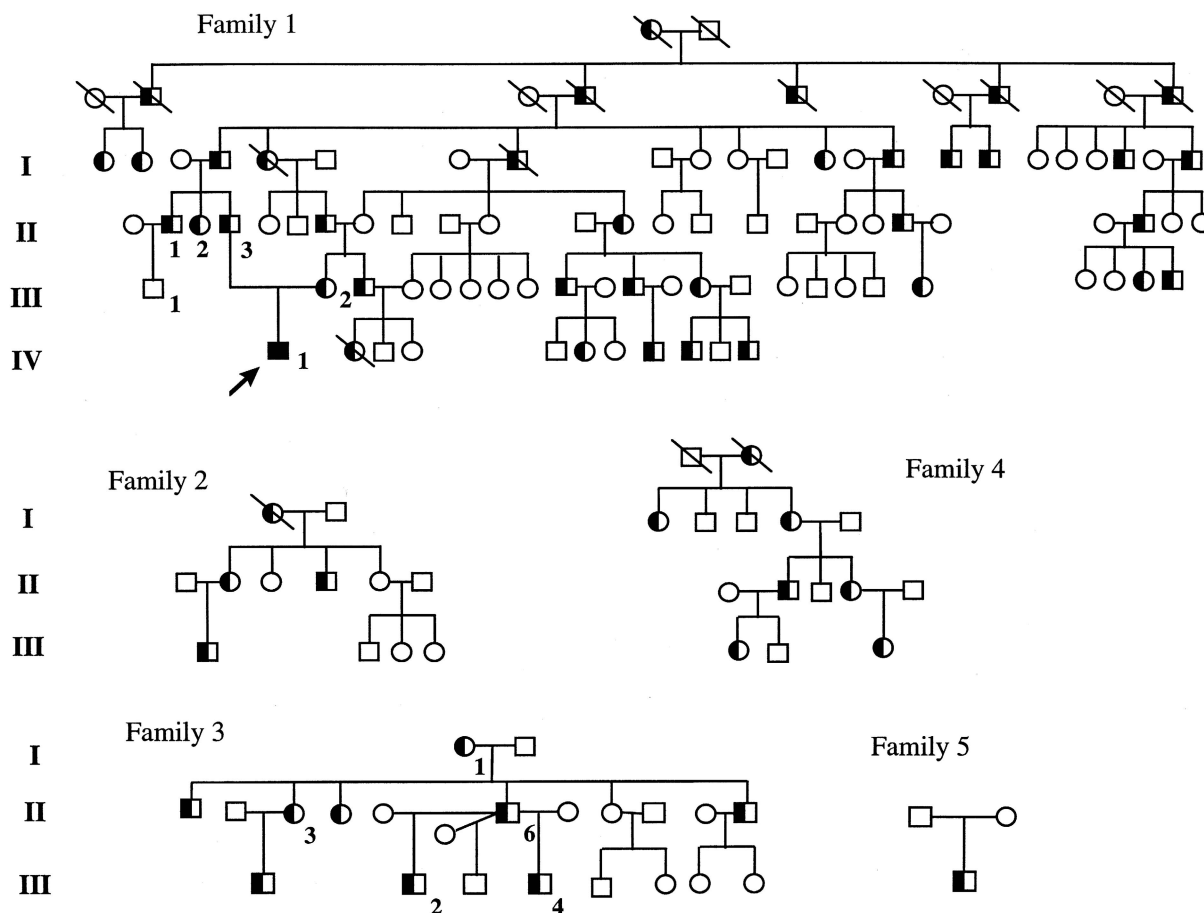 Family 1
I
II
1 2 3
III
1 2
IV
1
Family 2
Family 4
I
II
III
Family 3
Family 5
I
1
II
3 6
III
2 4